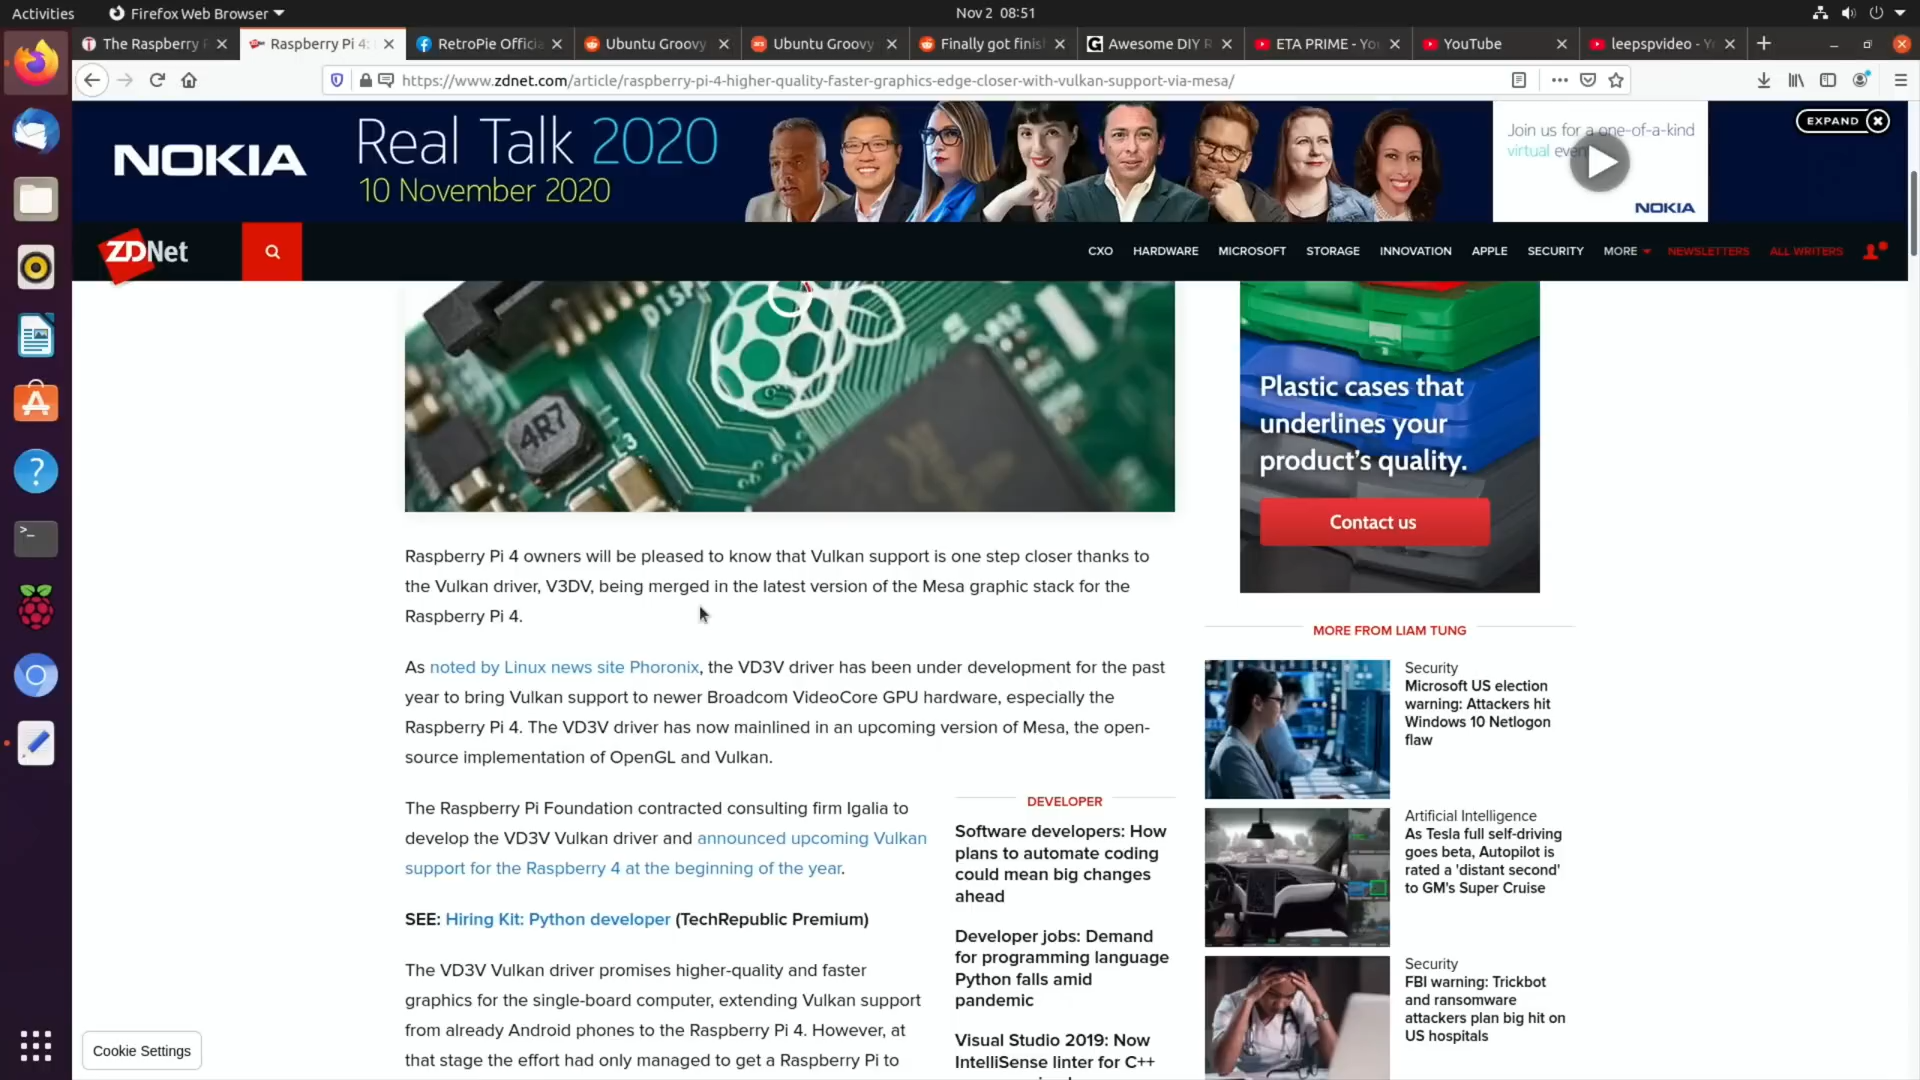 Activities
Firefox Web Browser
Nov 2 08:51
The Raspberry P
Raspberry Pi 4:
RetroPie Officia
Ubuntu Groovy
Ubuntu Groovy
Finally got finis
Awesome DIY R
ETA PRIME - Yo
YouTube
leepspvideo - Y
https://www.zdnet.com/article/raspberry-pi-4-higher-quality-faster-graphics-edge-closer-with-vulkan-support-via-mesa/
NOKIA
Real Talk 2020
10 November 2020
Join us for a one-of-a-kind
virtual event
NOKIA
EXPAND
ZDNet
CXO
HARDWARE
MICROSOFT
STORAGE
INNOVATION
APPLE
SECURITY
MORE
NEWSLETTERS
ALL WRITERS
DISP
4R7
L3
Plastic cases that
underlines your
product's quality.
Contact us
Raspberry Pi 4 owners will be pleased to know that Vulkan support is one step closer thanks to
the Vulkan driver, V3DV, being merged in the latest version of the Mesa graphic stack for the
Raspberry Pi 4.
As noted by Linux news site Phoronix, the VD3V driver has been under development for the past
year to bring Vulkan support to newer Broadcom VideoCore GPU hardware, especially the
Raspberry Pi 4. The VD3V driver has now mainlined in an upcoming version of Mesa, the open-
source implementation of OpenGL and Vulkan.
The Raspberry Pi Foundation contracted consulting firm Igalia to
develop the VD3V Vulkan driver and announced upcoming Vulkan
support for the Raspberry 4 at the beginning of the year.
SEE: Hiring Kit: Python developer (TechRepublic Premium)
The VD3V Vulkan driver promises higher-quality and faster
graphics for the single-board computer, extending Vulkan support
from already Android phones to the Raspberry Pi 4. However, at
that stage the effort had only managed to get a Raspberry Pi to
DEVELOPER
Software developers: How
plans to automate coding
could mean big changes
ahead
Developer jobs: Demand
for programming language
Python falls amid
pandemic
Visual Studio 2019: Now
IntelliSense linter for C++
MORE FROM LIAM TUNG
Security
Microsoft US election
warning: Attackers hit
Windows 10 Netlogon
flaw
Artificial Intelligence
As Tesla full self-driving
goes beta, Autopilot is
rated a 'distant second'
to GM's Super Cruise
Security
FBI warning: Trickbot
and ransomware
attackers plan big hit on
US hospitals
Cookie Settings